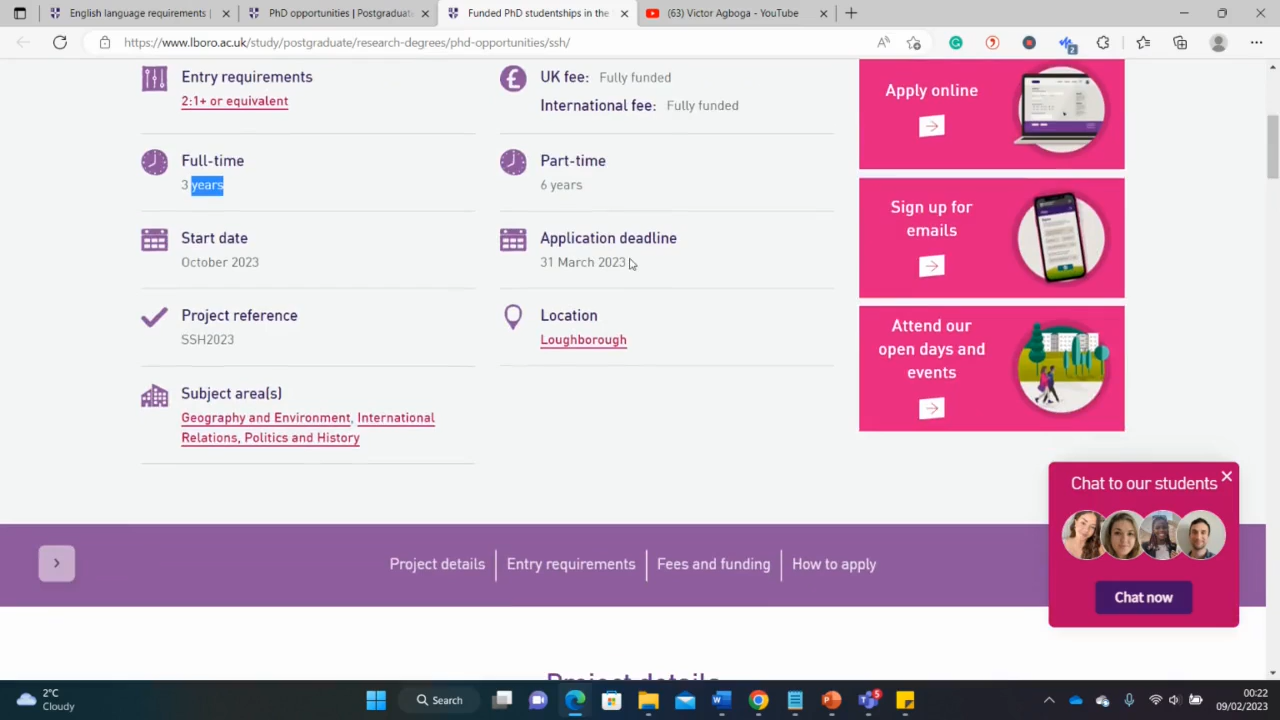 English language requirements |
PhD opportunities | Postgraduate
Funded PhD studentships in the
(63) Victor Agboga - YouTube
https://www.lboro.ac.uk/study/postgraduate/research-degrees/phd-opportunities/ssh/
2
Entry requirements
2:1+ or equivalent
UK fee: Fully funded
International fee: Fully funded
Full-time
3 years
Part-time
6 years
Start date
October 2023
Application deadline
31 March 2023
Project reference
SSH2023
Location
Loughborough
Subject area(s)
Geography and Environment, International
Relations, Politics and History
Apply online
Sign up for
emails
Attend our
open days and
events
Chat to our students
Chat now
Project details
Entry requirements
Fees and funding
How to apply
Project details
2°C
Cloudy
Search
5
00:22
09/02/2023